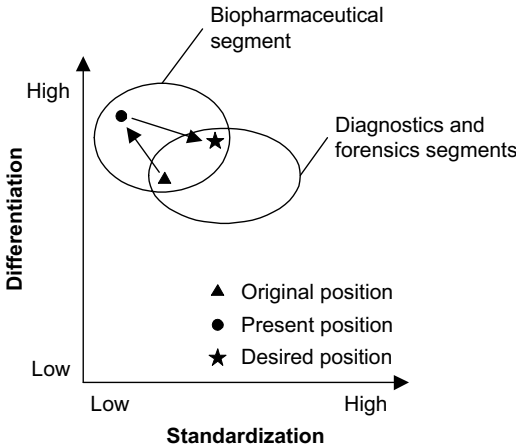 Biopharmaceutical
segment
High
Diagnostics and
forensics segments
Differentiation
Original position
Present position
Desired position
Low
Low
High
Standardization